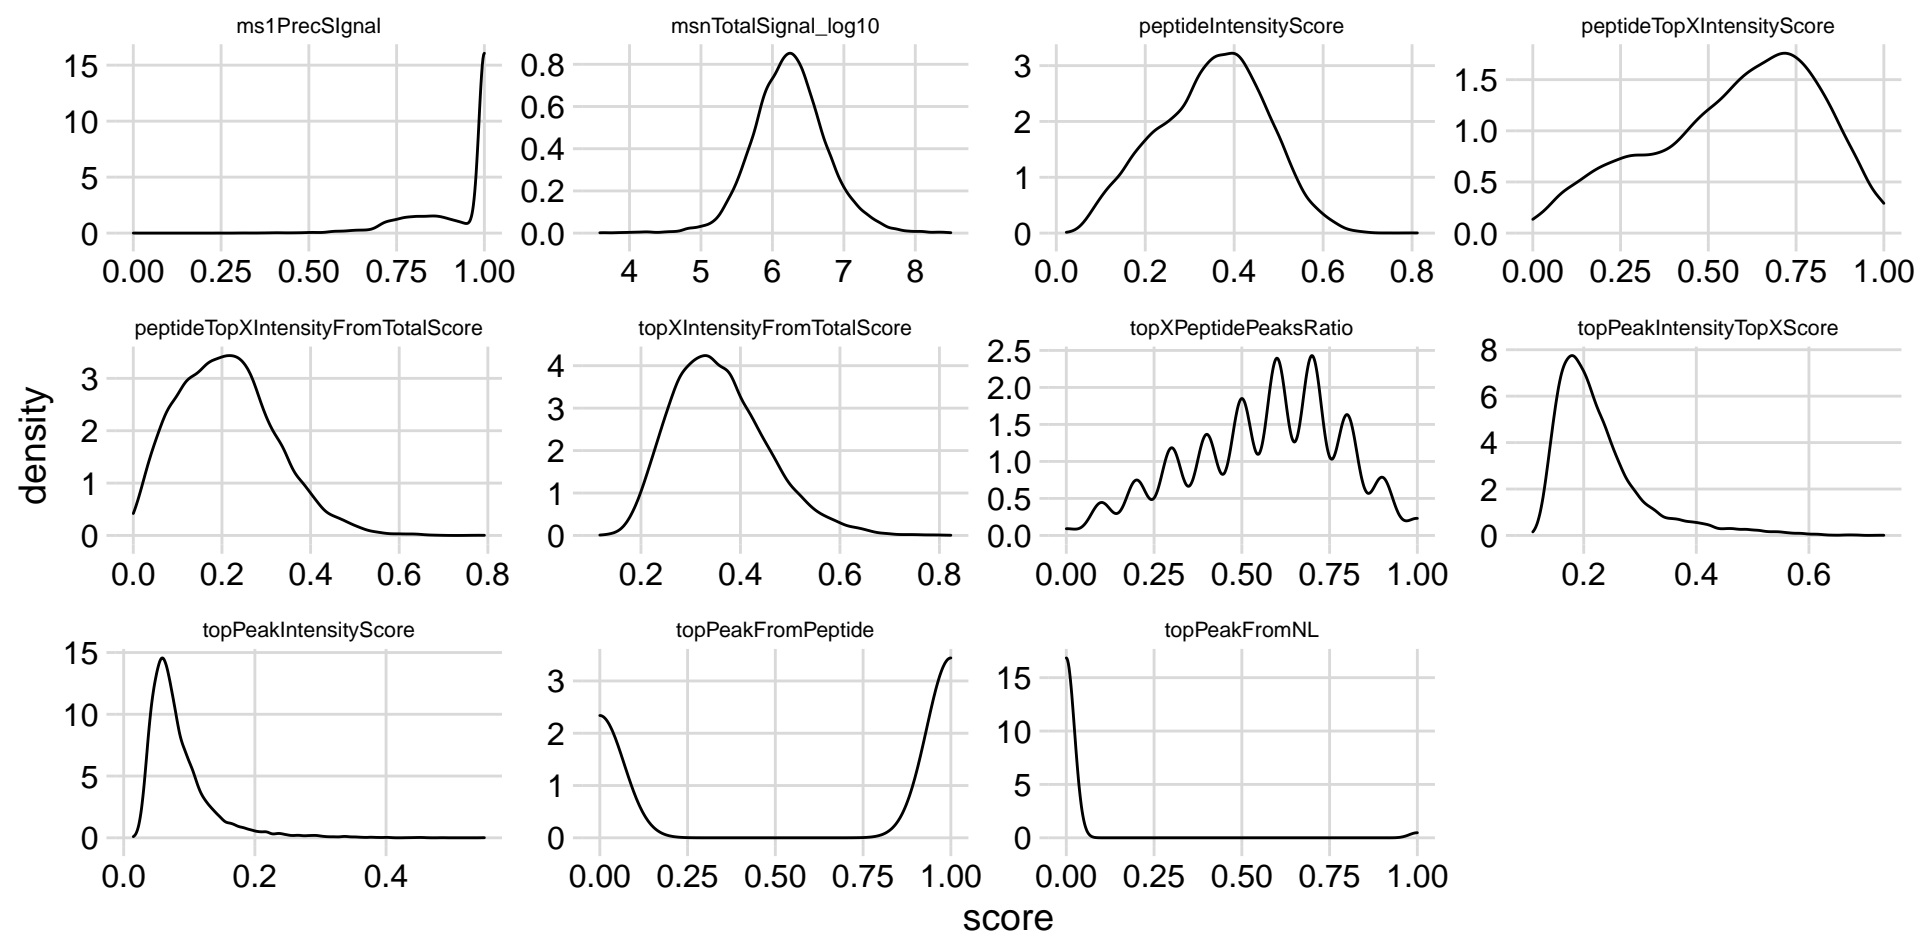 ms1PrecSIgnal
msnTotalSignal_log10
peptideIntensityScore
peptideTopXIntensityScore
15
10
5
0
0.00 0.25 0.50 0.75 1.00
0.8
0.6
0.4
0.2
0.0
4 5 6 7 8
3
2
1
0
0.0 0.2 0.4 0.6 0.8
1.5
1.0
0.5
0.0
0.00 0.25 0.50 0.75 1.00
peptideTopXIntensityFromTotalScore
topXIntensityFromTotalScore
topXPeptidePeaksRatio
topPeakIntensityTopXScore
density
3
2
1
0
0.0 0.2 0.4 0.6 0.8
4
3
2
1
0
0.2 0.4 0.6 0.8
2.5
2.0
1.5
1.0
0.5
0.0
0.00 0.25 0.50 0.75 1.00
8
6
4
2
0
0.2 0.4 0.6
topPeakIntensityScore
topPeakFromPeptide
topPeakFromNL
15
10
5
0
0.0 0.2 0.4
3
2
1
0
0.00 0.25 0.50 0.75 1.00
15
10
5
0
0.00 0.25 0.50 0.75 1.00
score